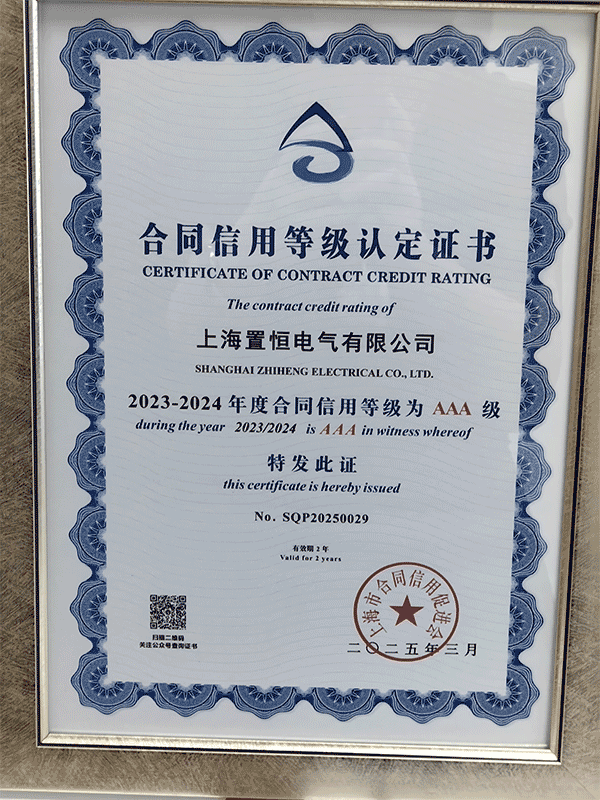 合同信用等级认定证书
CERTIFICATE OF CONTRACT CREDIT RATING
The contract credit rating of
上海置恒电气有限公司
SHANGHAI ZHIHENG ELECTRICAL CO., LTD.
2023-2024 年度合同信用等级为 AAA 级
during the year 2023/2024 is AAA in witness whereof
特发此证
this certificate is hereby issued
No. SQP20250029
有效期 2 年
Valid for 2 years
上海市合同信用促进会
扫描二维码
关注公众号查询证书
二〇二五年三月